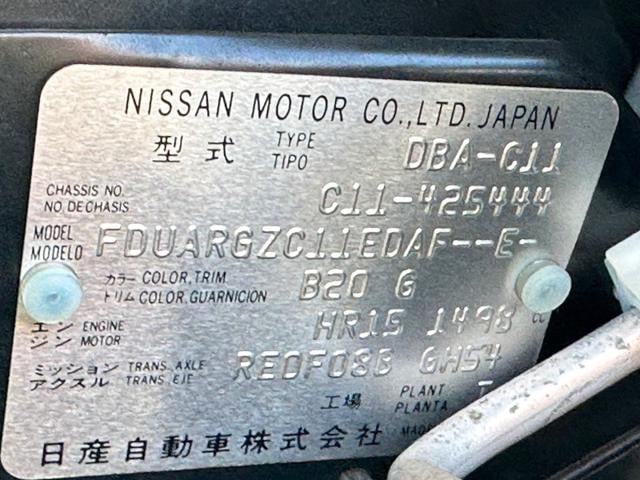 NISSAN MOTOR CO.,LTD. JAPAN
型式 TYPE TIPO DBA-C11
CHASSIS NO. NO. DE CHASIS C11-425444
MODEL MODELO FDUARGZC11EDAF--E-
カラー COLOR, TRIM
トリム COLOR, GUARNICION B20 G
エンジン ENGINE MOTOR HR15 1498 cc
ミッション TRANS. AXLE
アクスル TRANS. EJE RE0F08B GH54
工場 PLANT PLANTA
日産自動車株式会社